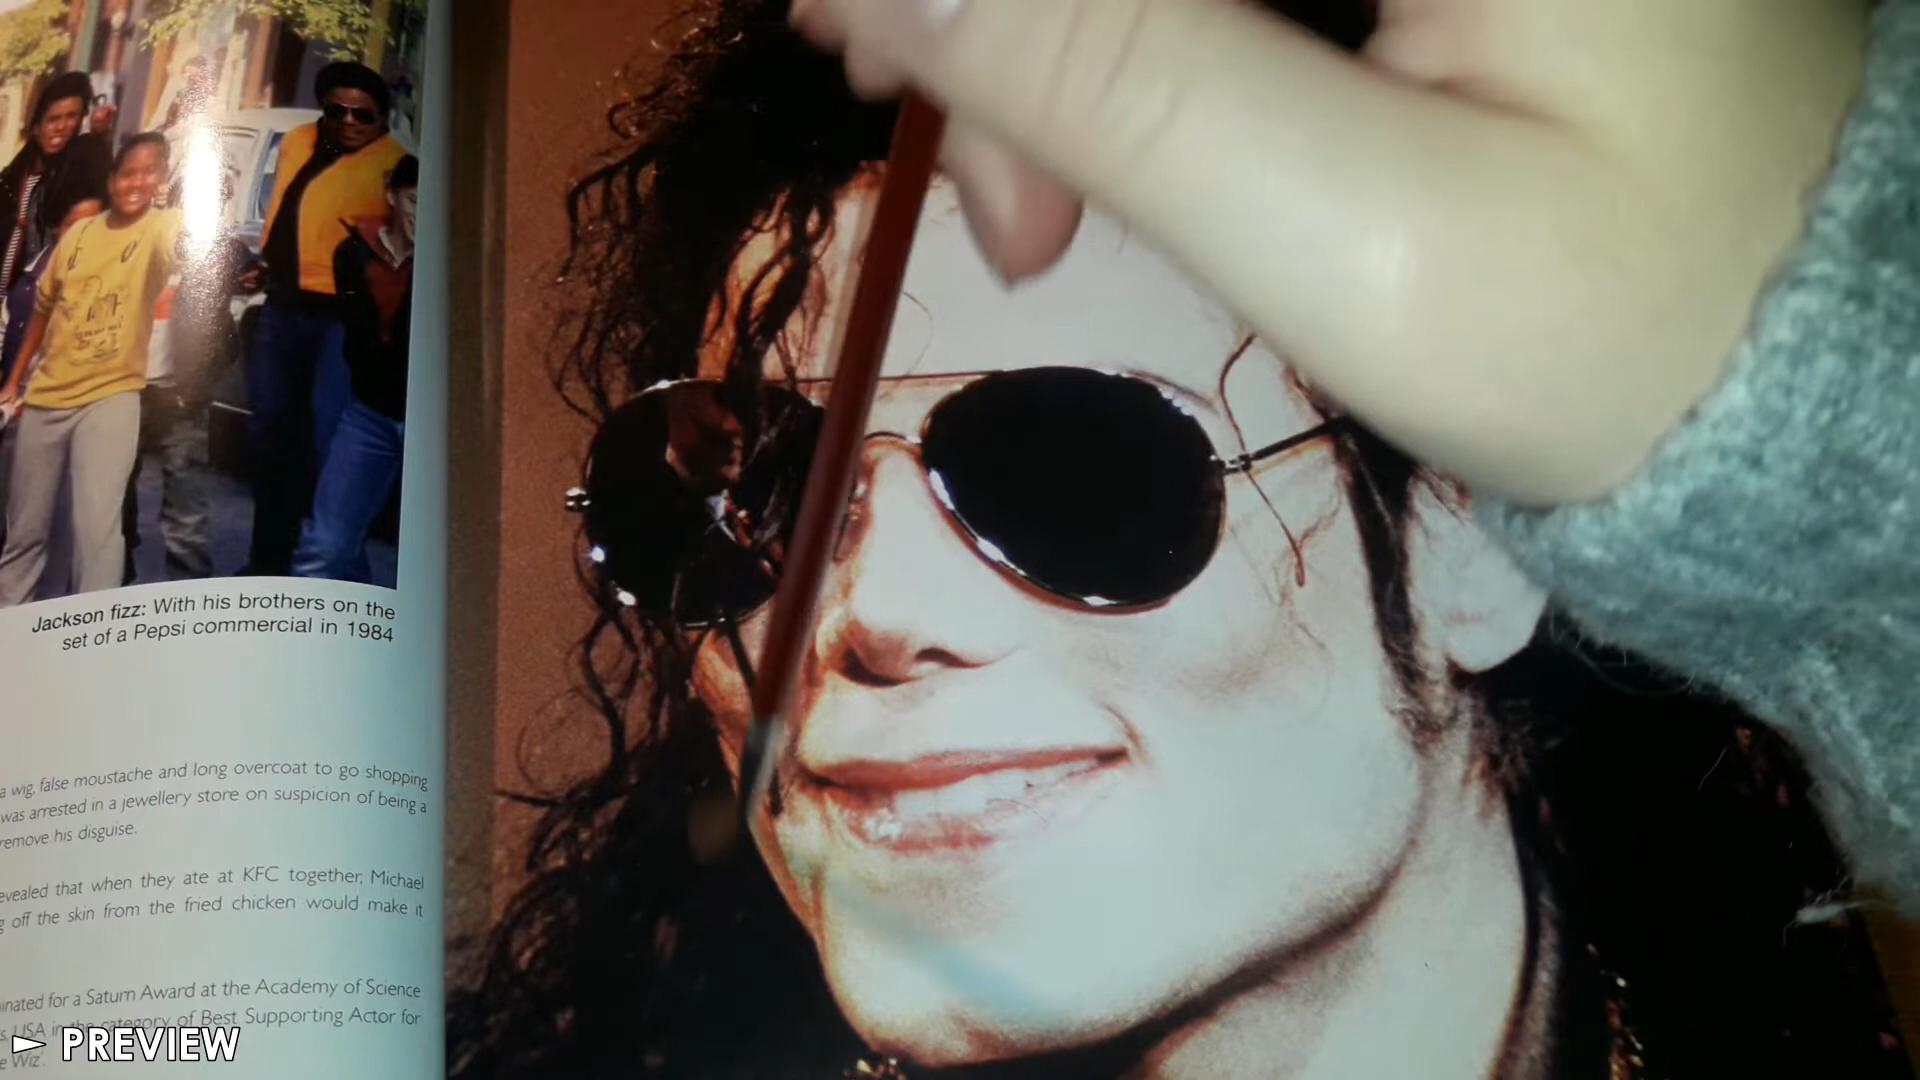 Jackson fizz: With his brothers on the
set of a Pepsi commercial in 1984
a wig, false moustache and long overcoat to go shopping
was arrested in a jewellery store on suspicion of being a
remove his disguise.
evealed that when they ate at KFC together, Michael
g off the skin from the fried chicken would make it
inated for a Saturn Award at the Academy of Science
s, USA in the category of Best Supporting Actor for
e Wiz'.
PREVIEW